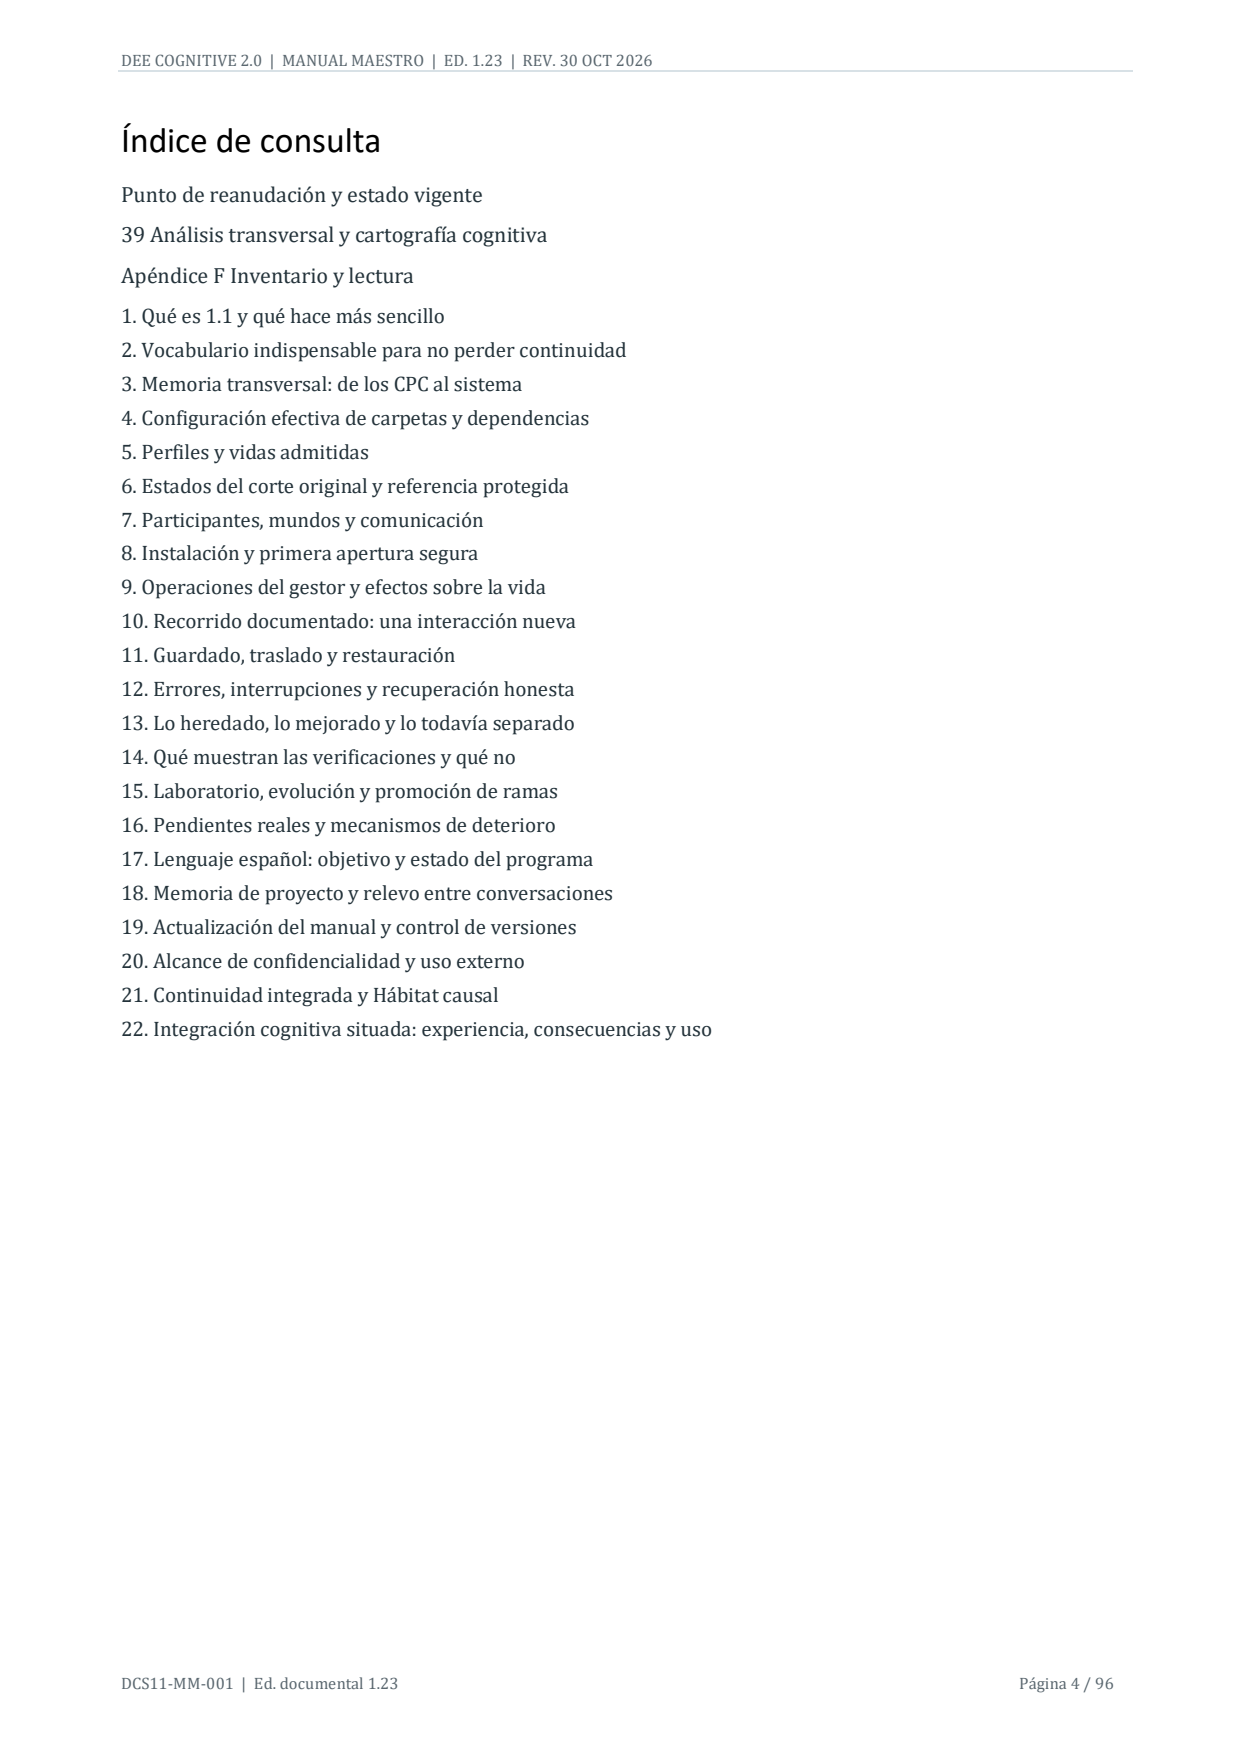 DEE COGNITIVE 2.0 | MANUAL MAESTRO | ED. 1.23 | REV. 30 OCT 2026
Índice de consulta
Punto de reanudación y estado vigente
39 Análisis transversal y cartografía cognitiva
Apéndice F Inventario y lectura
1. Qué es 1.1 y qué hace más sencillo
2. Vocabulario indispensable para no perder continuidad
3. Memoria transversal: de los CPC al sistema
4. Configuración efectiva de carpetas y dependencias
5. Perfiles y vidas admitidas
6. Estados del corte original y referencia protegida
7. Participantes, mundos y comunicación
8. Instalación y primera apertura segura
9. Operaciones del gestor y efectos sobre la vida
10. Recorrido documentado: una interacción nueva
11. Guardado, traslado y restauración
12. Errores, interrupciones y recuperación honesta
13. Lo heredado, lo mejorado y lo todavía separado
14. Qué muestran las verificaciones y qué no
15. Laboratorio, evolución y promoción de ramas
16. Pendientes reales y mecanismos de deterioro
17. Lenguaje español: objetivo y estado del programa
18. Memoria de proyecto y relevo entre conversaciones
19. Actualización del manual y control de versiones
20. Alcance de confidencialidad y uso externo
21. Continuidad integrada y Hábitat causal
22. Integración cognitiva situada: experiencia, consecuencias y uso
DCS11-MM-001 | Ed. documental 1.23
Página 4 / 96